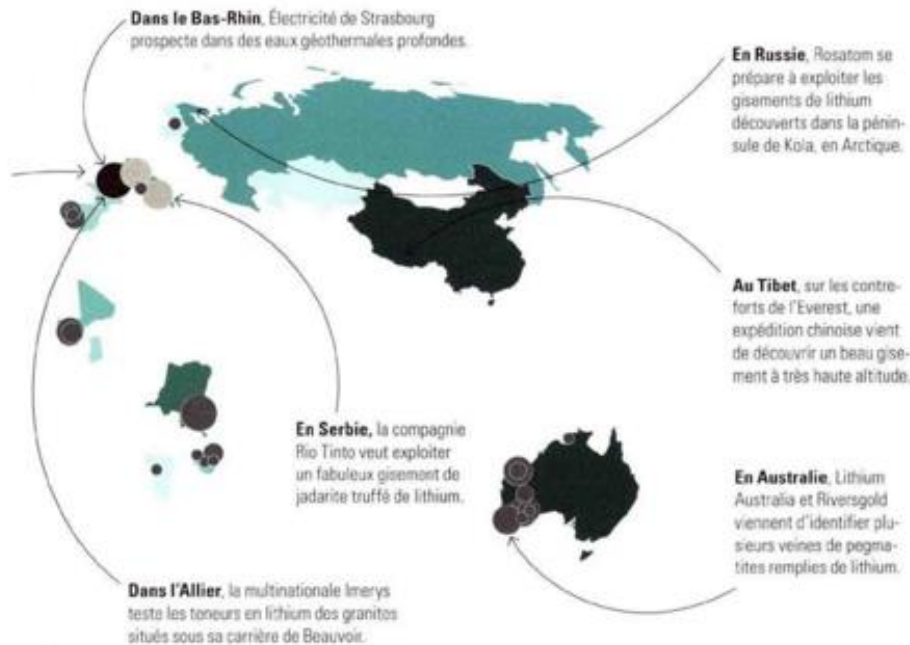 Dans le Bas-Rhin, Électricité de Strasbourg
prospecte dans des eaux géothermales profondes.
En Russie, Rosatom se
prépare à exploiter les
gisements de lithium
découverts dans la pénin-
sule de Kola, en Arctique.
Au Tibet, sur les contre-
forts de l'Everest, une
expédition chinoise vient
de découvrir un beau gise-
ment à très haute altitude.
En Serbie, la compagnie
Rio Tinto veut exploiter
un fabuleux gisement de
jadarite truffé de lithium.
En Australie, Lithium
Australia et Riversgold
viennent d'identifier plu-
sieurs veines de pegma-
tites remplies de lithium.
Dans l'Allier, la multinationale Imerys
teste les teneurs en lithium des granites
situés sous sa carrière de Beauvoir.